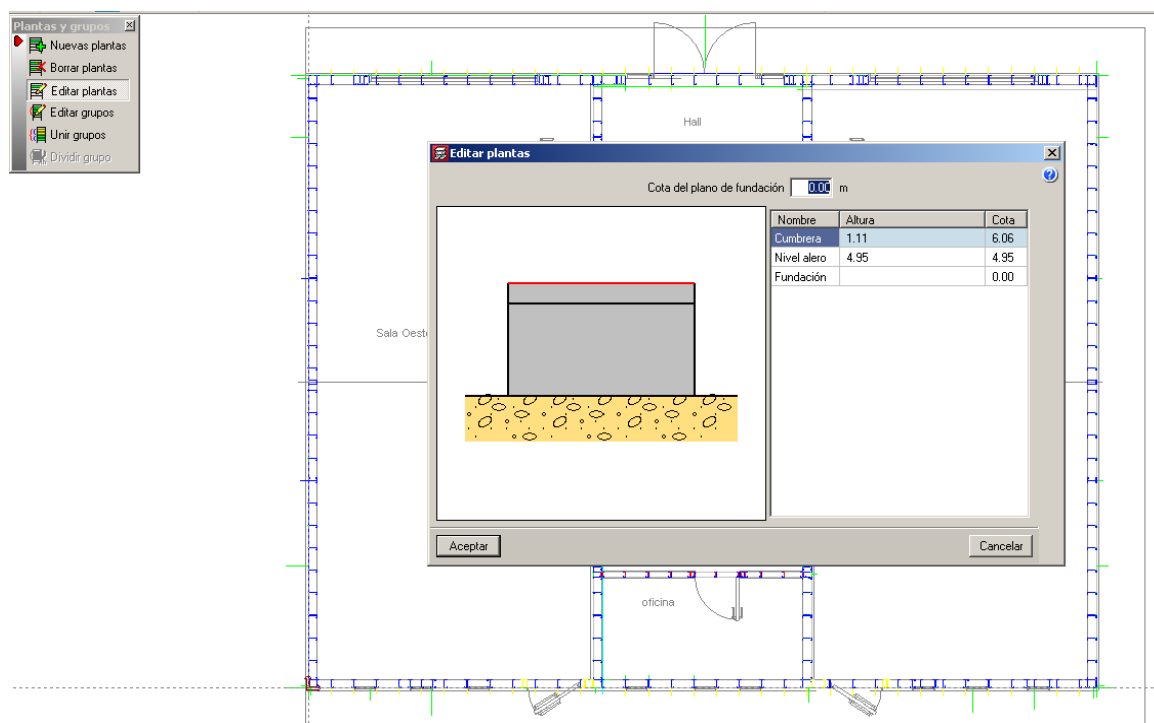 Plantas y grupos
Nuevas plantas
Borrar plantas
Editar plantas
Editar grupos
Unir grupos
Dividir grupo
Hall
Editar plantas
Cota del plano de fundación 0.00 m
Nombre Altura Cota
Cumbrera 1.11 6.06
Nivel alero 4.95 4.95
Fundación 0.00
Sala Oeste
Aceptar Cancelar
oficina